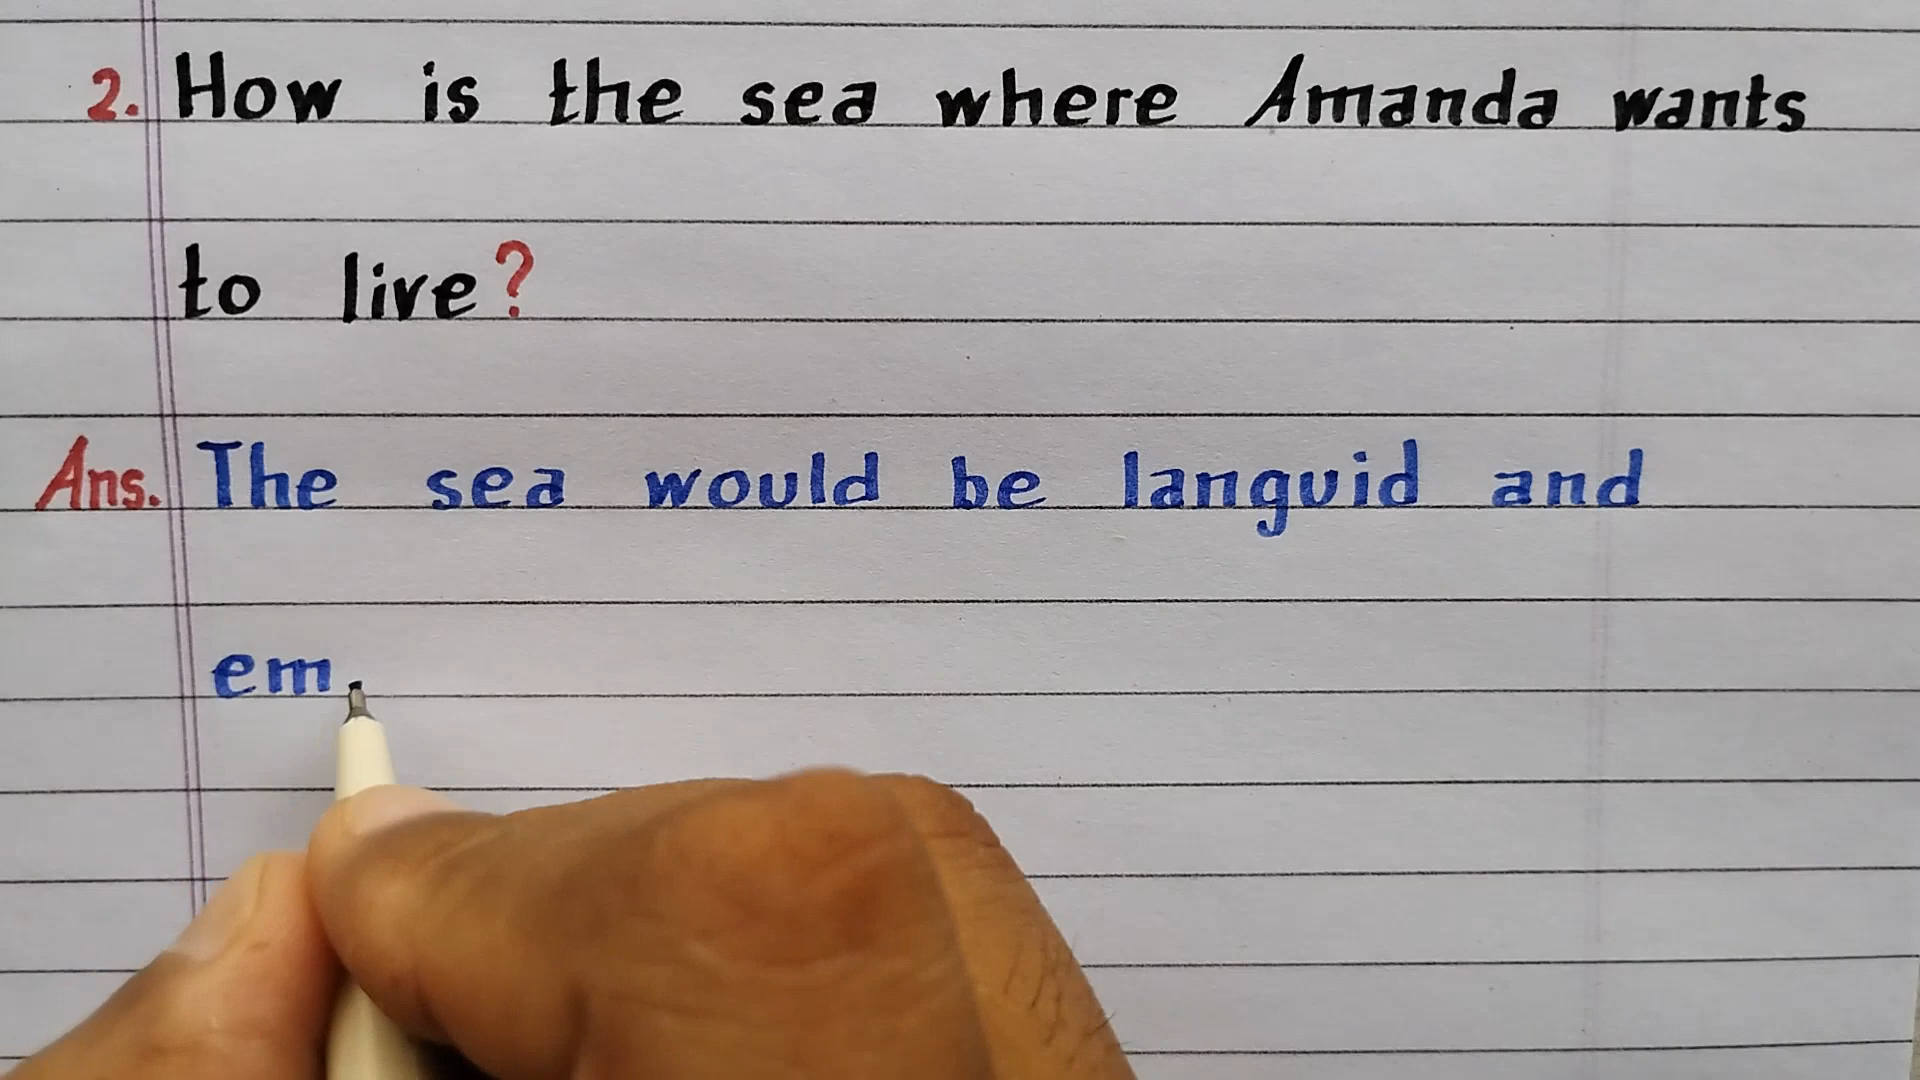 2. How is the sea where Amanda wants
to live?
Ans. The sea would be languid and
em